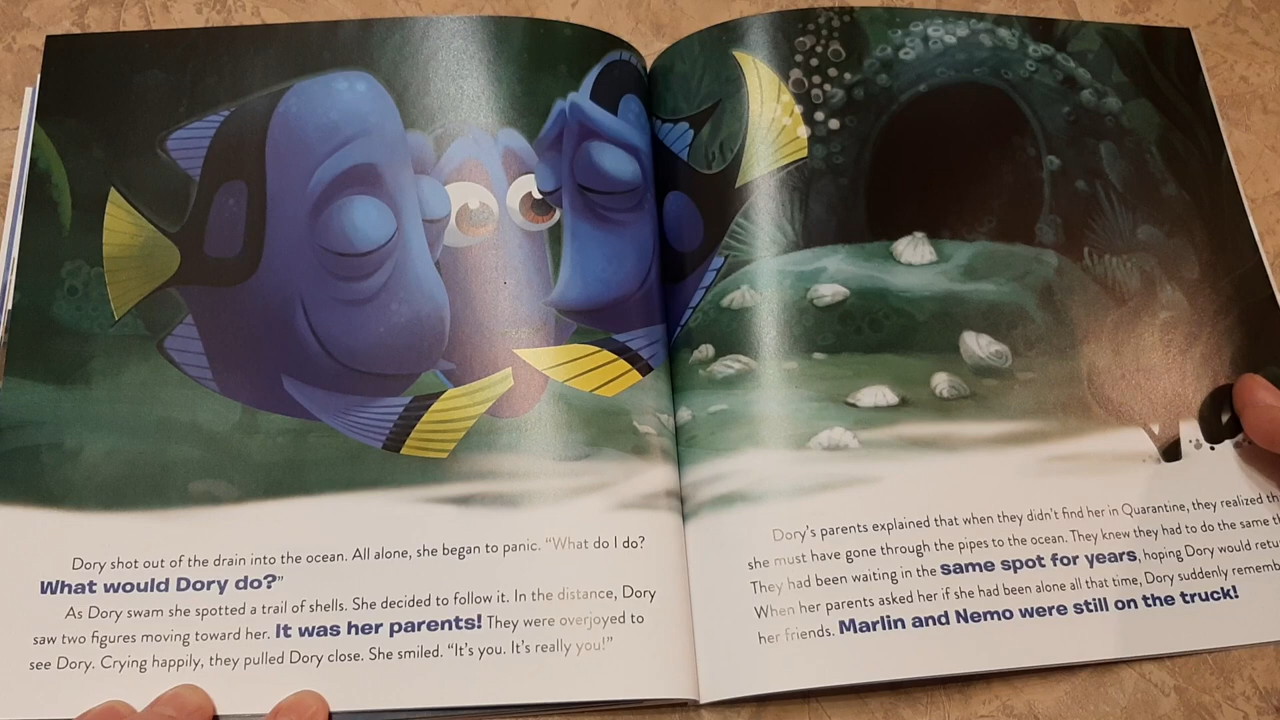 Dory shot out of the drain into the ocean. All alone, she began to panic. “What do I do?
What would Dory do?”
As Dory swam she spotted a trail of shells. She decided to follow it. In the distance, Dory
saw two figures moving toward her. It was her parents! They were overjoyed to
see Dory. Crying happily, they pulled Dory close. She smiled. “It’s you. It’s really you!”
Dory’s parents explained that when they didn’t find her in Quarantine, they realized
she must have gone through the pipes to the ocean. They knew they had to do the same
They had been waiting in the same spot for years, hoping Dory would
When her parents asked her if she had been alone all that time, Dory suddenly
her friends. Marlin and Nemo were still on the truck!